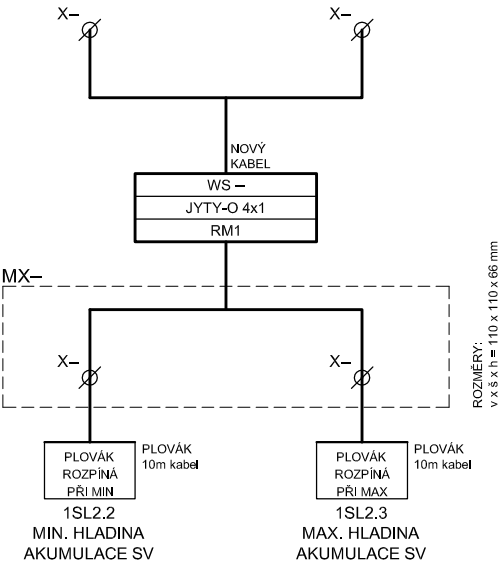 X–
X–
NOVÝ
KABEL
WS –
JYTY-O 4x1
RM1
MX–
X–
X–
ROZMĚRY:
v x š x h = 110 x 110 x 66 mm
PLOVÁK
ROZPÍNÁ
PŘI MIN
PLOVÁK
10m kabel
1SL2.2
MIN. HLADINA
AKUMULACE SV
PLOVÁK
ROZPÍNÁ
PŘI MAX
PLOVÁK
10m kabel
1SL2.3
MAX. HLADINA
AKUMULACE SV